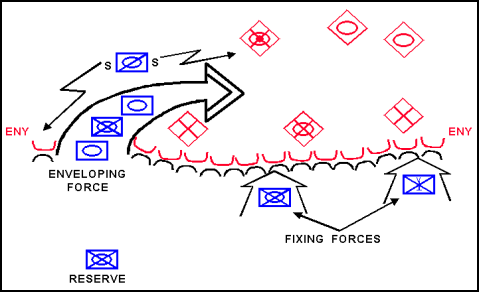 S S
ENY ENY
ENVELOPING
FORCE
FIXING FORCES
RESERVE